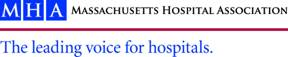 MHA MASSACHUSETTS HOSPITAL ASSOCIATION
The leading voice for hospitals.